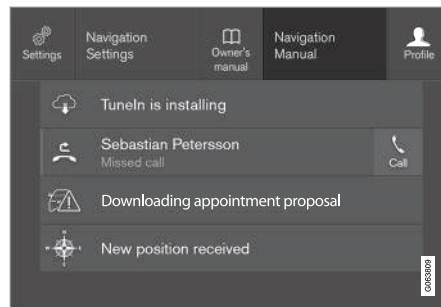 Settings
Navigation
Settings
Owner's
manual
Navigation
Manual
Profile
TuneIn is installing
Sebastian Petersson
Missed call
Call
Downloading appointment proposal
New position received
G063809